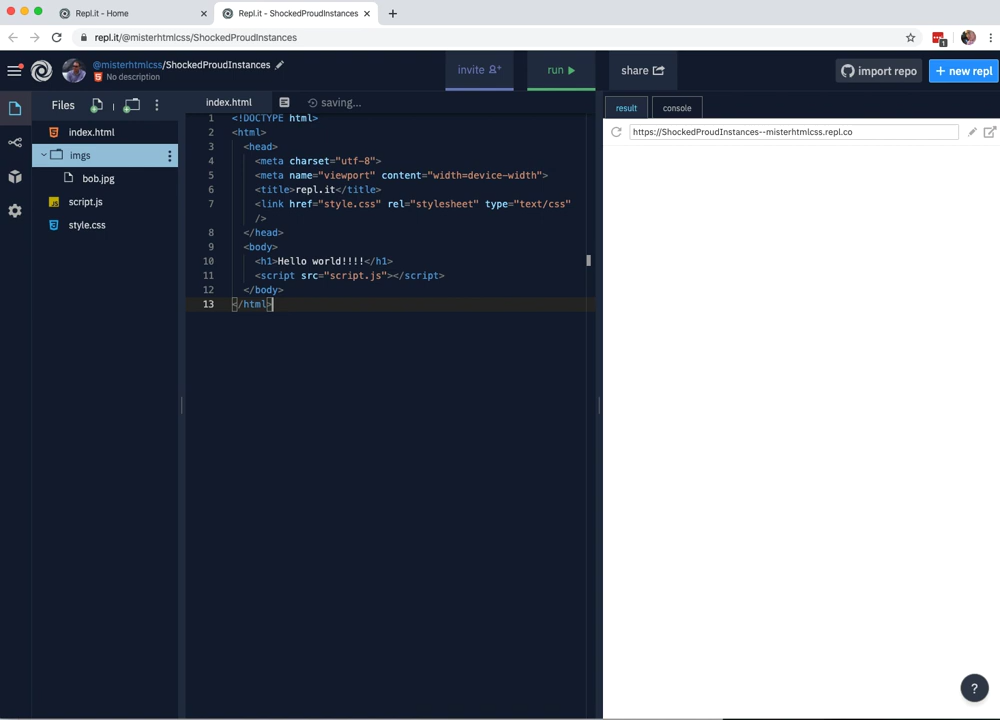 Repl.it - Home
Repl.it - ShockedProudInstances
repl.it/@misterhtmlcss/ShockedProudInstances
1
@misterhtmlcss/ShockedProudInstances
No description
invite
run
share
import repo
+ new repl
Files
index.html
imgs
bob.jpg
script.js
style.css
index.html
saving...
1 <!DOCTYPE html>
2 <html>
3 <head>
4 <meta charset="utf-8">
5 <meta name="viewport" content="width=device-width">
6 <title>repl.it</title>
7 <link href="style.css" rel="stylesheet" type="text/css"
/>
8 </head>
9 <body>
10 <h1>Hello world!!!!</h1>
11 <script src="script.js"></script>
12 </body>
13 </html>
result
console
https://ShockedProudInstances--misterhtmlcss.repl.co
?